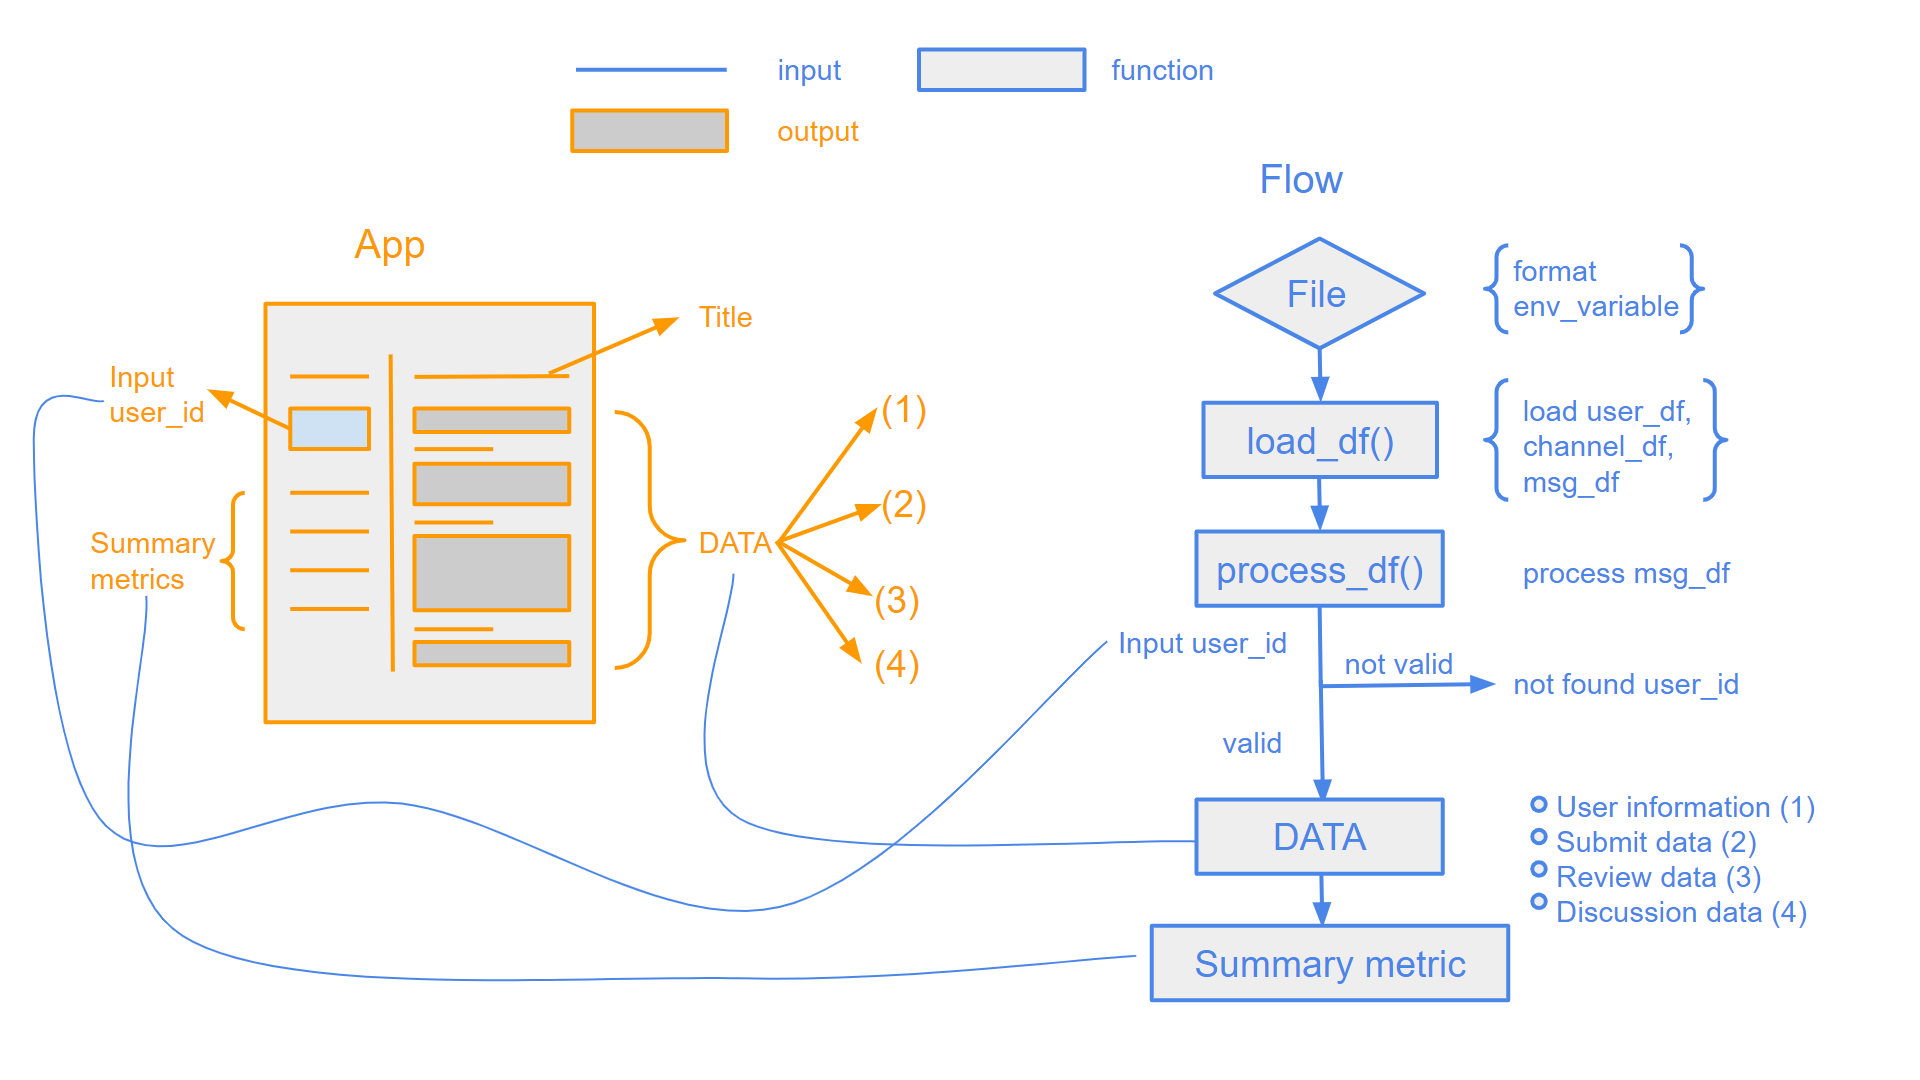 input
function
output
Flow
App
File
format
env_variable
Title
Input
user_id
load_df()
load user_df,
channel_df,
msg_df
(1)
(2)
Summary
metrics
DATA
(3)
(4)
process_df()
process msg_df
Input user_id
not valid
not found user_id
valid
DATA
User information (1)
Submit data (2)
Review data (3)
Discussion data (4)
Summary metric